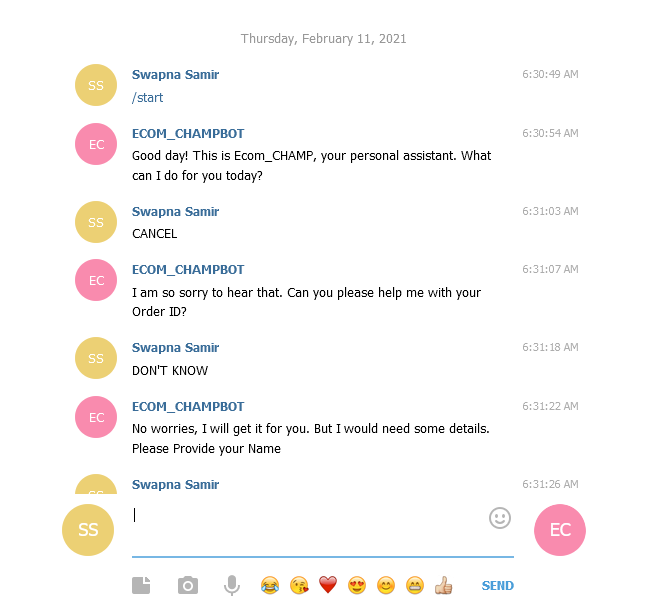 Thursday, February 11, 2021
SS
Swapna Samir 6:30:49 AM
/start
EC
ECOM_CHAMPBOT 6:30:54 AM
Good day! This is Ecom_CHAMP, your personal assistant. What
can I do for you today?
SS
Swapna Samir 6:31:03 AM
CANCEL
EC
ECOM_CHAMPBOT 6:31:07 AM
I am so sorry to hear that. Can you please help me with your
Order ID?
SS
Swapna Samir 6:31:18 AM
DON'T KNOW
EC
ECOM_CHAMPBOT 6:31:22 AM
No worries, I will get it for you. But I would need some details.
Please Provide your Name
SS
Swapna Samir 6:31:26 AM
SS
EC
SEND